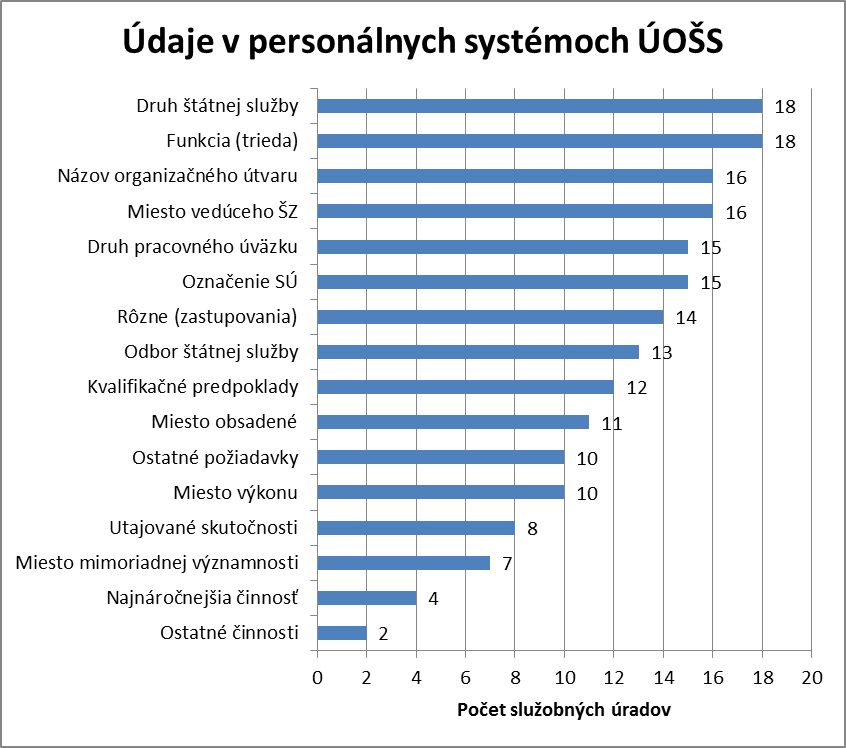 Údaje v personálnych systémoch ÚOŠS
Druh štátnej služby 18
Funkcia (trieda) 18
Názov organizačného útvaru 16
Miesto vedúceho ŠZ 16
Druh pracovného úväzku 15
Označenie SÚ 15
Rôzne (zastupovania) 14
Odbor štátnej služby 13
Kvalifikačné predpoklady 12
Miesto obsadené 11
Ostatné požiadavky 10
Miesto výkonu 10
Utajované skutočnosti 8
Miesto mimoriadnej významnosti 7
Najnáročnejšia činnosť 4
Ostatné činnosti 2
0 2 4 6 8 10 12 14 16 18 20
Počet služobných úradov